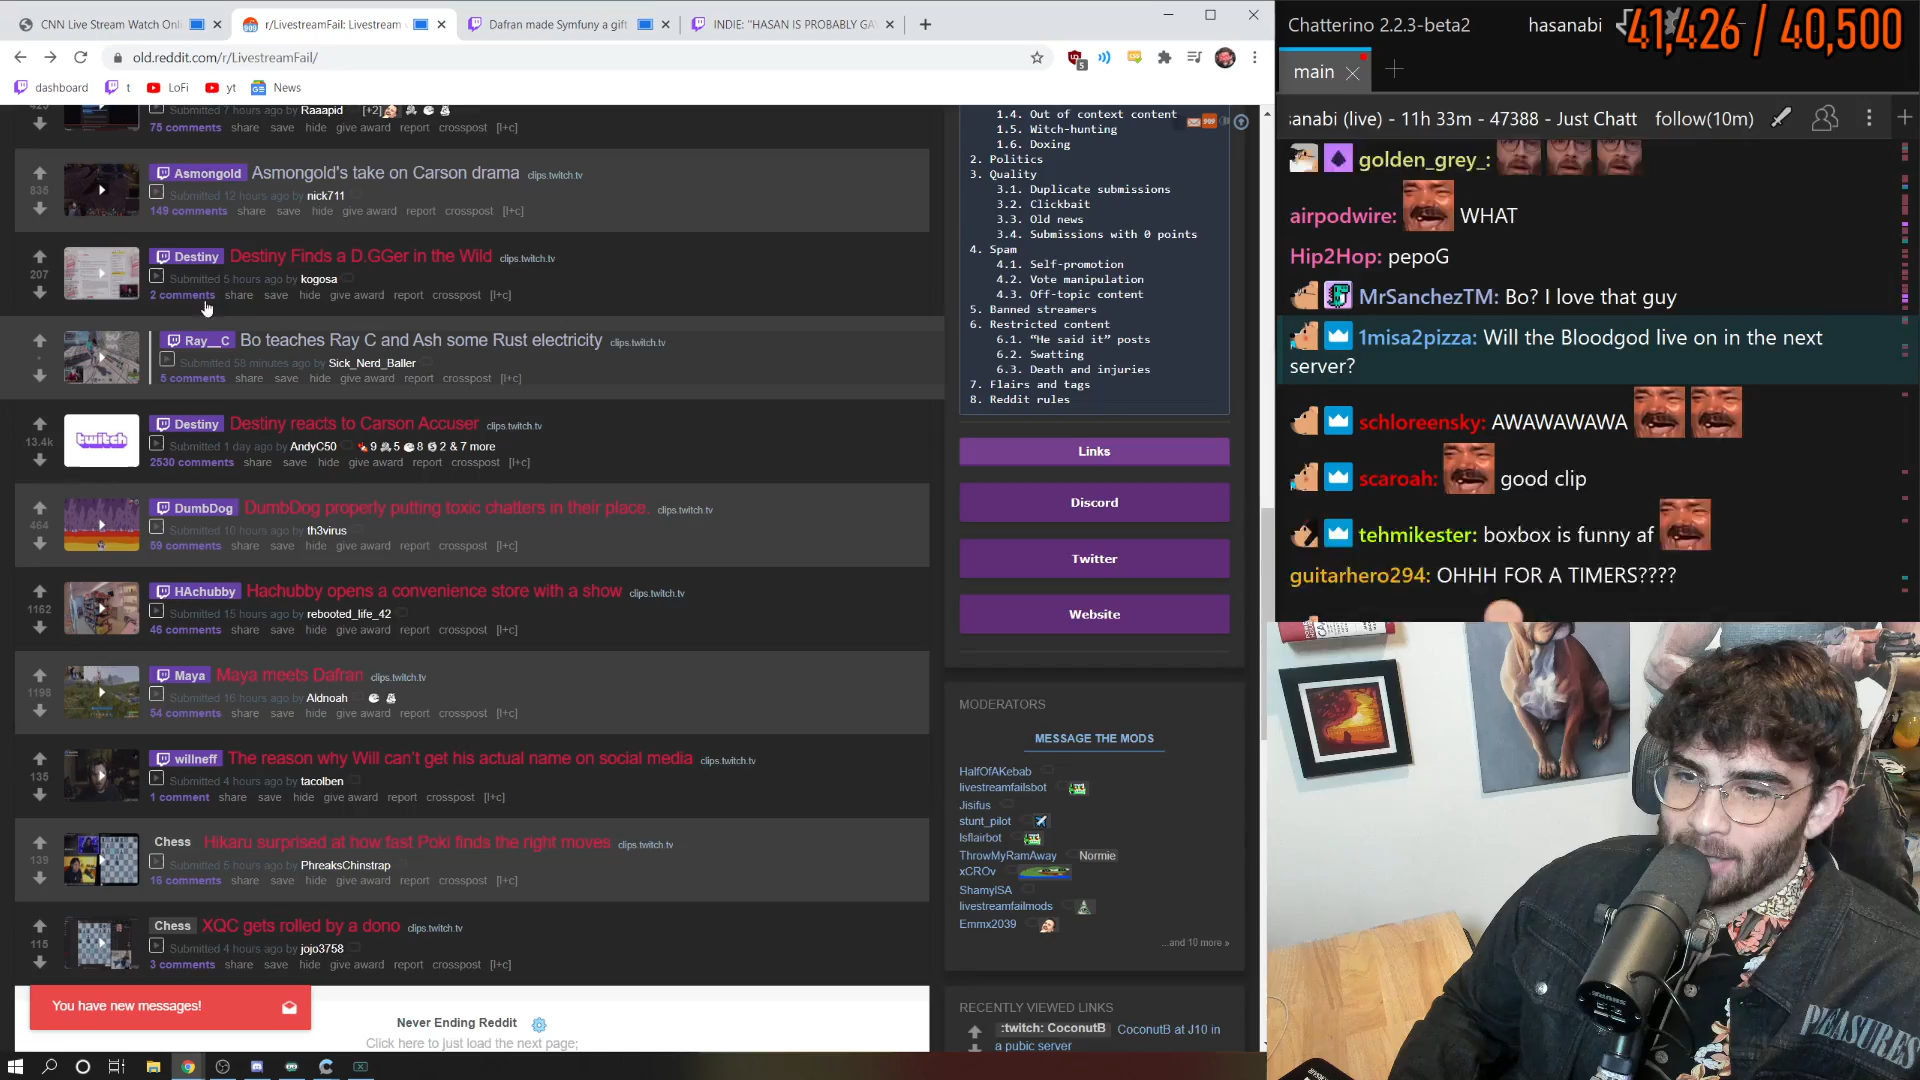 CNN Live Stream Watch Onli
r/LivestreamFail: Livestream
Dafran made Symfuny a gift
INDIE: "HASAN IS PROBABLY GA
old.reddit.com/r/LivestreamFail/
dashboard
t
LoFi
yt
News
Submitted 7 hours ago by Raaapid [+2]
75 comments share save hide give award report crosspost [l+c]
835
Asmongold Asmongold's take on Carson drama clips.twitch.tv
Submitted 12 hours ago by nick711
149 comments share save hide give award report crosspost [l+c]
207
Destiny Destiny Finds a D.GGer in the Wild clips.twitch.tv
Submitted 5 hours ago by kogosa
2 comments share save hide give award report crosspost [l+c]
Ray__C Bo teaches Ray C and Ash some Rust electricity clips.twitch.tv
Submitted 58 minutes ago by Sick_Nerd_Baller
5 comments share save hide give award report crosspost [l+c]
13.4k
twitch
Destiny Destiny reacts to Carson Accuser clips.twitch.tv
Submitted 1 day ago by AndyC50 9 5 8 2 & 7 more
2530 comments share save hide give award report crosspost [l+c]
464
DumbDog DumbDog properly putting toxic chatters in their place. clips.twitch.tv
Submitted 10 hours ago by th3virus
59 comments share save hide give award report crosspost [l+c]
1162
HAchubby Hachubby opens a convenience store with a show clips.twitch.tv
Submitted 15 hours ago by rebooted_life_42
46 comments share save hide give award report crosspost [l+c]
1198
Maya Maya meets Dafran clips.twitch.tv
Submitted 16 hours ago by Aldnoah
54 comments share save hide give award report crosspost [l+c]
135
willneff The reason why Will can't get his actual name on social media clips.twitch.tv
Submitted 4 hours ago by tacolben
1 comment share save hide give award report crosspost [l+c]
139
Chess Hikaru surprised at how fast Poki finds the right moves clips.twitch.tv
Submitted 5 hours ago by PhreaksChinstrap
16 comments share save hide give award report crosspost [l+c]
115
Chess XQC gets rolled by a dono clips.twitch.tv
Submitted 4 hours ago by jojo3758
3 comments share save hide give award report crosspost [l+c]
You have new messages!
Never Ending Reddit
Click here to just load the next page;
1.4. Out of context content
1.5. Witch-hunting
1.6. Doxing
2. Politics
3. Quality
3.1. Duplicate submissions
3.2. Clickbait
3.3. Old news
3.4. Submissions with 0 points
4. Spam
4.1. Self-promotion
4.2. Vote manipulation
4.3. Off-topic content
5. Banned streamers
6. Restricted content
6.1. "He said it" posts
6.2. Swatting
6.3. Death and injuries
7. Flairs and tags
8. Reddit rules
Links
Discord
Twitter
Website
MODERATORS
MESSAGE THE MODS
HalfOfAKebab
livestreamfailsbot
Jisifus
stunt_pilot
lsflairbot
ThrowMyRamAway Normie
xCROv
ShamyISA
livestreamfailmods
Emmx2039
...and 10 more »
RECENTLY VIEWED LINKS
:twitch: CoconutB CoconutB at J10 in
a pubic server
Chatterino 2.2.3-beta2
hasanabi
41,426 / 40,500
main
sanabi (live) - 11h 33m - 47388 - Just Chatt follow(10m)
golden_grey_:
airpodwire: WHAT
Hip2Hop: pepoG
MrSanchezTM: Bo? I love that guy
1misa2pizza: Will the Bloodgod live on in the next
server?
schloreensky: AWAWAWAWA
scaroah: good clip
tehmikester: boxbox is funny af
guitarhero294: OHHH FOR A TIMERS????
PLEASURES